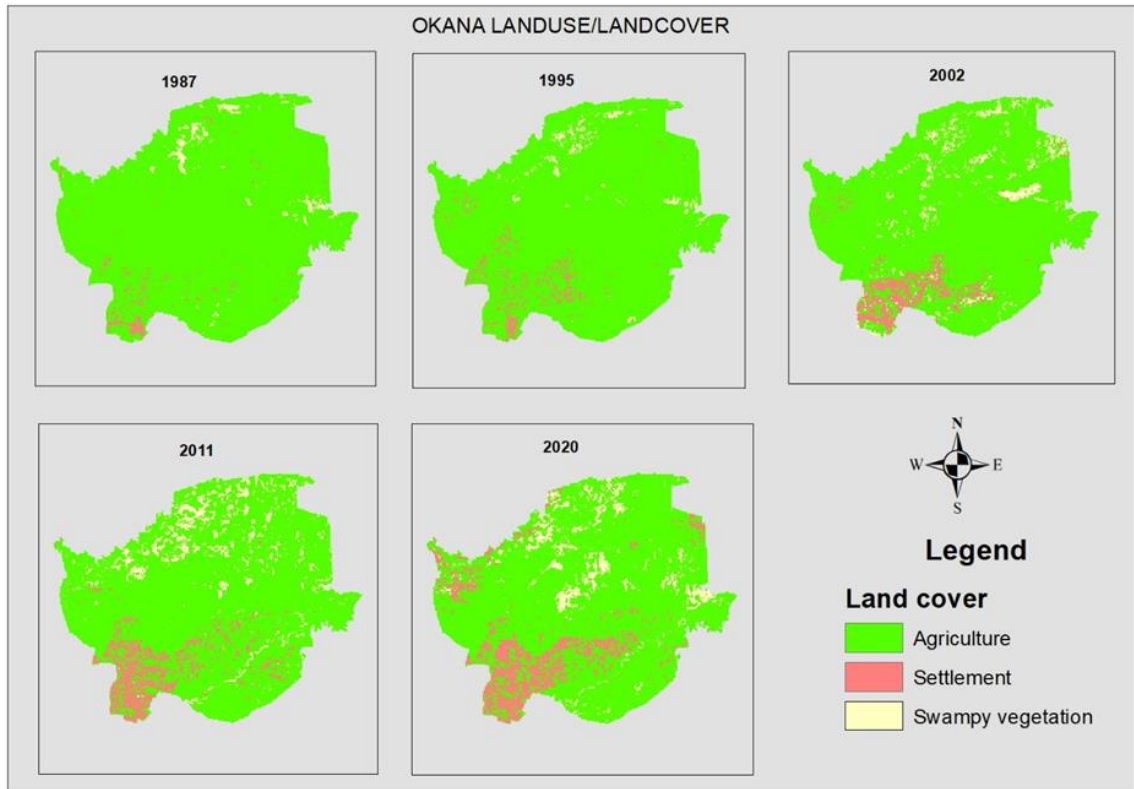 OKANA LANDUSE/LANDCOVER
1987
1995
2002
2011
2020
N
W E
S
Legend
Land cover
Agriculture
Settlement
Swampy vegetation